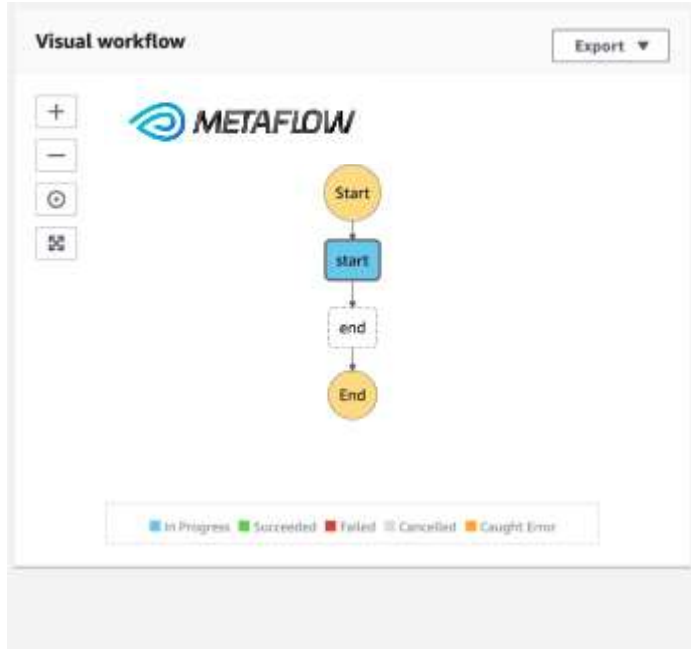 Visual workflow
Export
METAFLOW
Start
start
end
End
In Progress Succeeded Failed Cancelled Caught Error